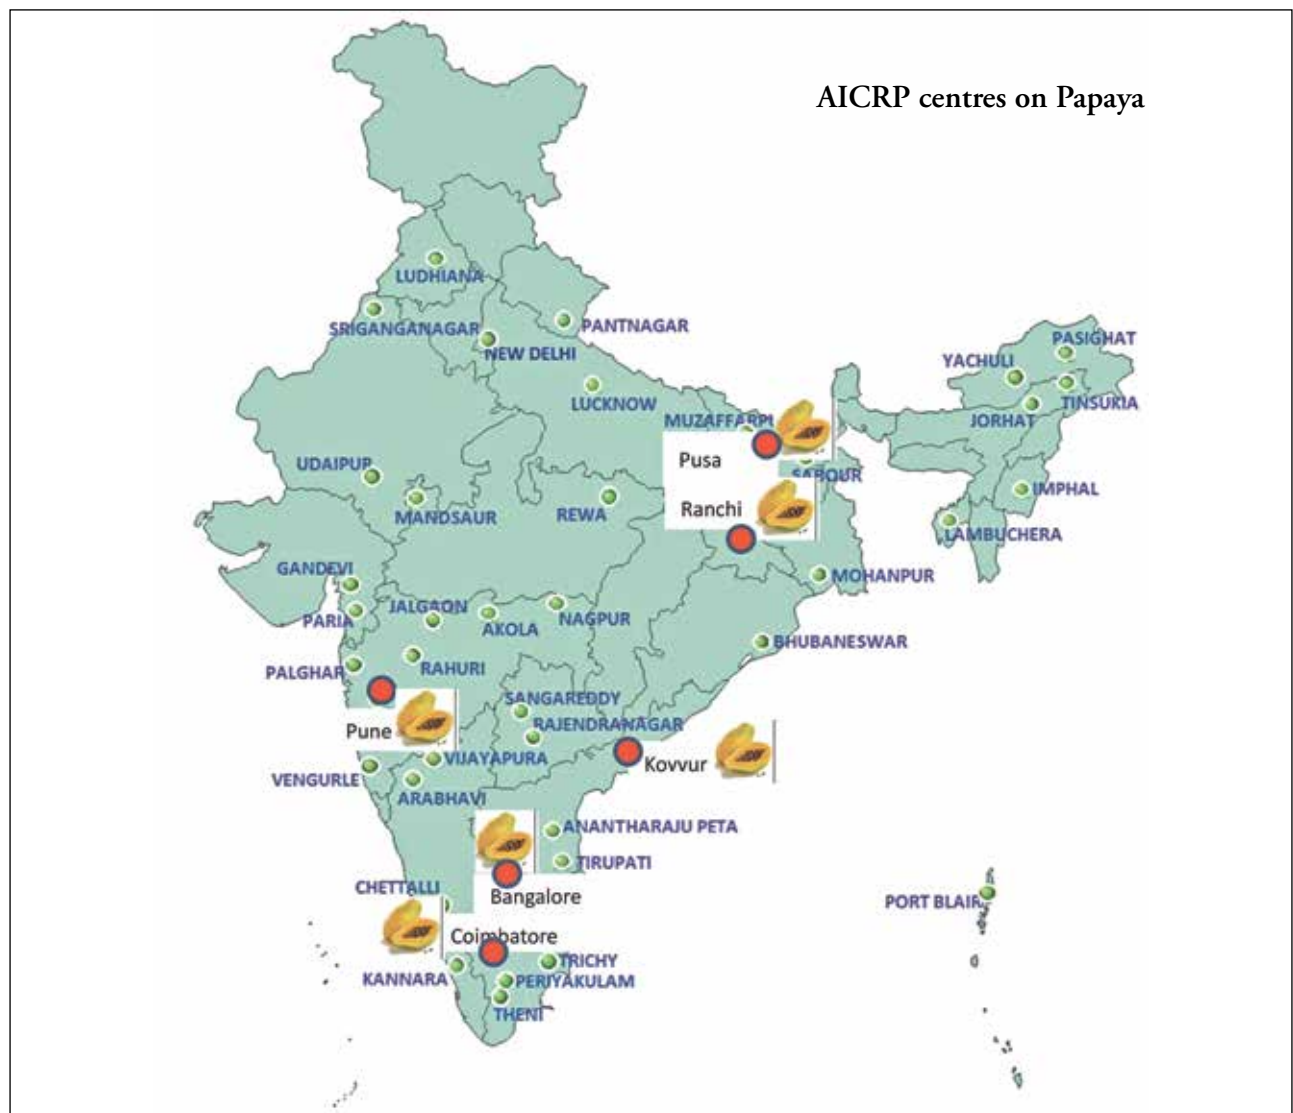 AICRP centres on Papaya
LUDHIANA
SRIGANGANAGAR
PANTNAGAR
NEW DELHI
PASIGHAT
YACHULI
LUCKNOW
TINSUKIA
JORHAT
MUZAFFARPU
Pusa
UDAIPUR
SABOUR
IMPHAL
MANDSAUR
REWA
Ranchi
LAMBUCHERA
GANDEVI
MOHANPUR
JALGAON
PARIA
AKOLA
NAGPUR
BHUBANESWAR
PALGHAR
RAHURI
SANGAREDDY
RAJENDRANAGAR
Pune
VIJAYAPURA
Kovvur
VENGURLE
ARABHAVI
ANANTHARAJU PETA
TIRUPATI
CHETTALLI
Bangalore
PORT BLAIR
Coimbatore
TRICHY
KANNARA
PERIYAKULAM
THENI